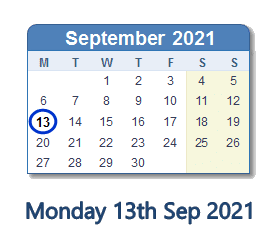 September 2021
M T W T F S S
1 2 3 4 5
6 7 8 9 10 11 12
13 14 15 16 17 18 19
20 21 22 23 24 25 26
27 28 29 30
Monday 13th Sep 2021